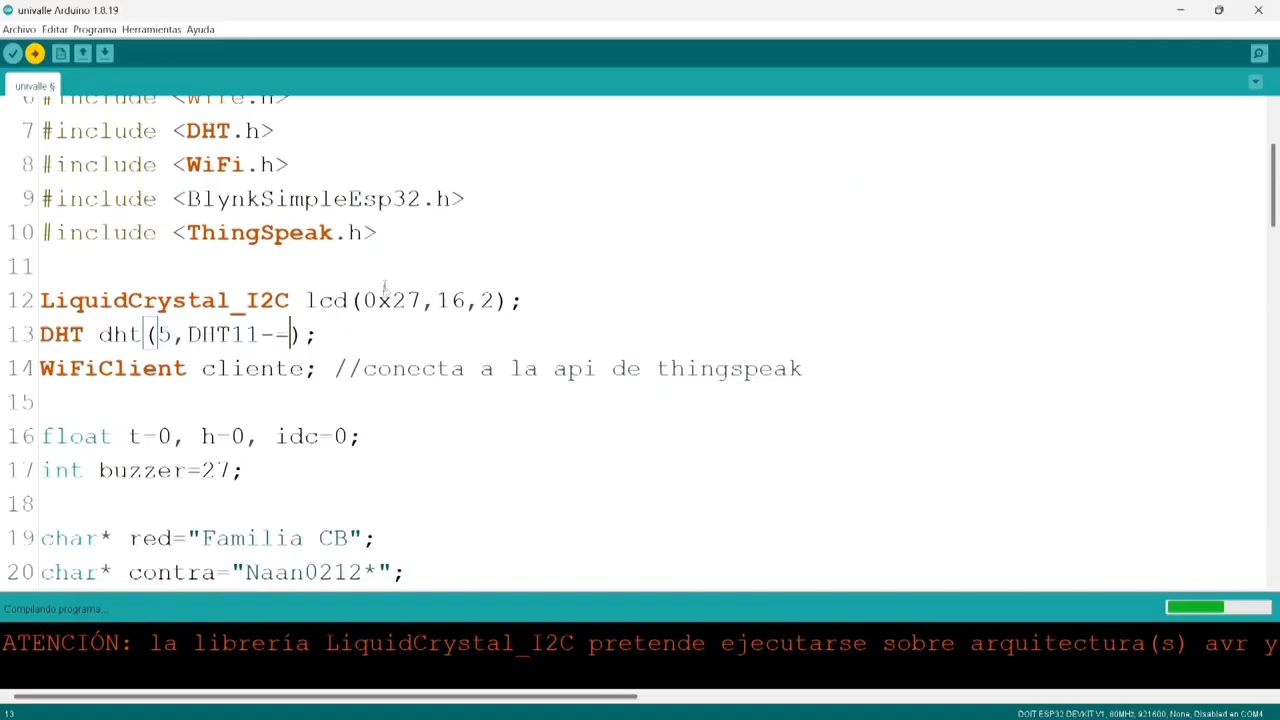 univalle Arduino 1.8.19
Archivo Editar Programa Herramientas Ayuda
univalle §
6 #include <Wire.h>
7 #include <DHT.h>
8 #include <WiFi.h>
9 #include <BlynkSimpleEsp32.h>
10 #include <ThingSpeak.h>
11
12 LiquidCrystal_I2C lcd(0x27,16,2);
13 DHT dht(5,DHT11-=);
14 WiFiClient cliente; //conecta a la api de thingspeak
15
16 float t=0, h=0, idc=0;
17 int buzzer=27;
18
19 char* red="Familia CB";
20 char* contra="Naan0212*";
Compilando programa...
ATENCIÓN: la librería LiquidCrystal_I2C pretende ejecutarse sobre arquitectura(s) avr y
13
DOIT ESP32 DEVKIT V1, 80MHz, 921600, None, Disabled en COM4